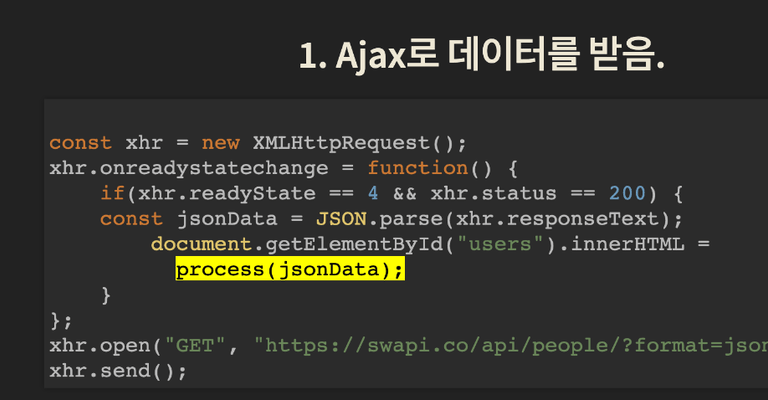 1. Ajax로 데이터를 받음.
const xhr = new XMLHttpRequest();
xhr.onreadystatechange = function() {
if(xhr.readyState == 4 && xhr.status == 200) {
const jsonData = JSON.parse(xhr.responseText);
document.getElementById("users").innerHTML =
process(jsonData);
}
};
xhr.open("GET", "https://swapi.co/api/people/?format=json
xhr.send();